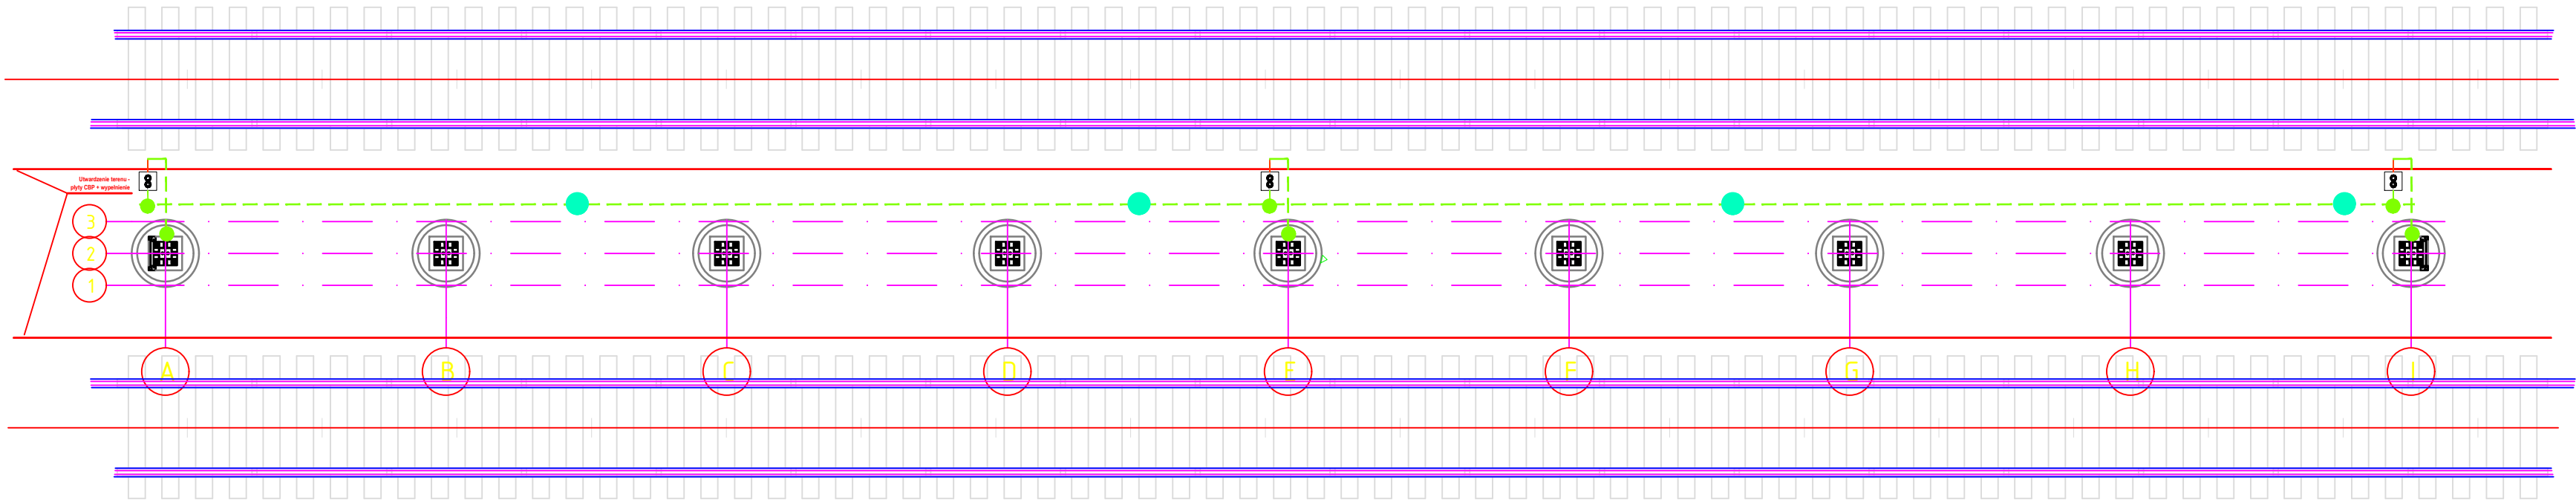 Utwardzenie terenu -
płyty CBP + wypełnienie
3
2
1
A B C D E F G H I